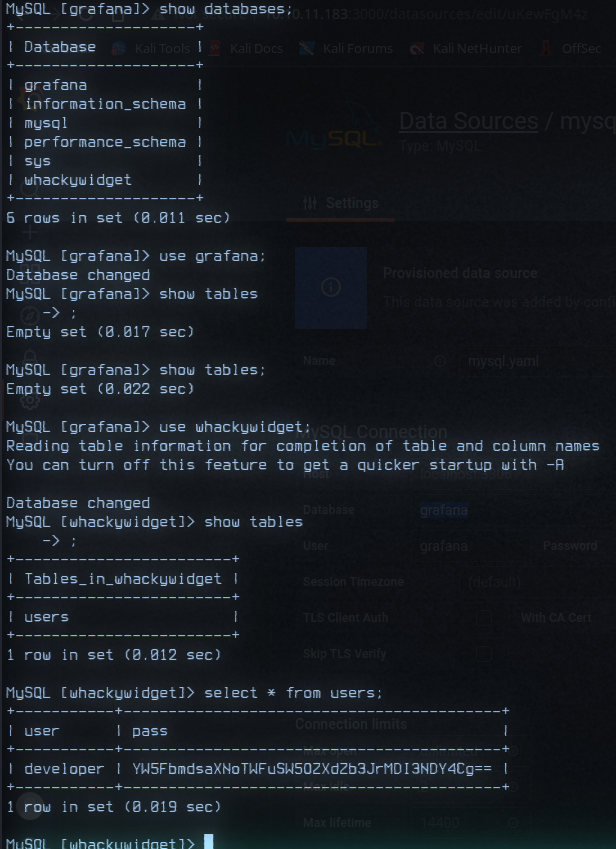 MySQL [grafana]> show databases;
10.10.11.183:3000/datasources/edit/uKewFgM4z
+--------------------+
| Database           |
Kali Tools
Kali Docs
Kali Forums
Kali NetHunter
OffSec
+--------------------+
| grafana            |
| information_schema |
| mysql              |
| performance_schema |
| sys                |
| whackywidget       |
+--------------------+
6 rows in set (0.011 sec)
MySQL
Data Sources / mysq
Type: MySQL
Settings
MySQL [grafana]> use grafana;
Database changed
MySQL [grafana]> show tables
    -> ;
Empty set (0.017 sec)
Provisioned data source
This data source was added by confi
MySQL [grafana]> show tables;
Empty set (0.022 sec)
Name
mysql.yaml
MySQL [grafana]> use whackywidget;
Reading table information for completion of table and column names
You can turn off this feature to get a quicker startup with -A
MySQL Connection
Host
Database changed
MySQL [whackywidget]> show tables
    -> ;
+------------------------+
| Tables_in_whackywidget |
+------------------------+
| users                  |
+------------------------+
1 row in set (0.012 sec)
Database
grafana
User
grafana
Password
Session Timezone
(default)
TLS Client Auth
With CA Cert
Skip TLS Verify
MySQL [whackywidget]> select * from users;
+-----------+------------------------------------------+
| user      | pass                                     |
+-----------+------------------------------------------+
| developer | YW5FbmdsaXNoTWFuSW5OZXdZb3JrMDI3NDY4Cg== |
+-----------+------------------------------------------+
1 row in set (0.019 sec)
Connection limits
Max lifetime
14400
MySQL [whackywidget]>